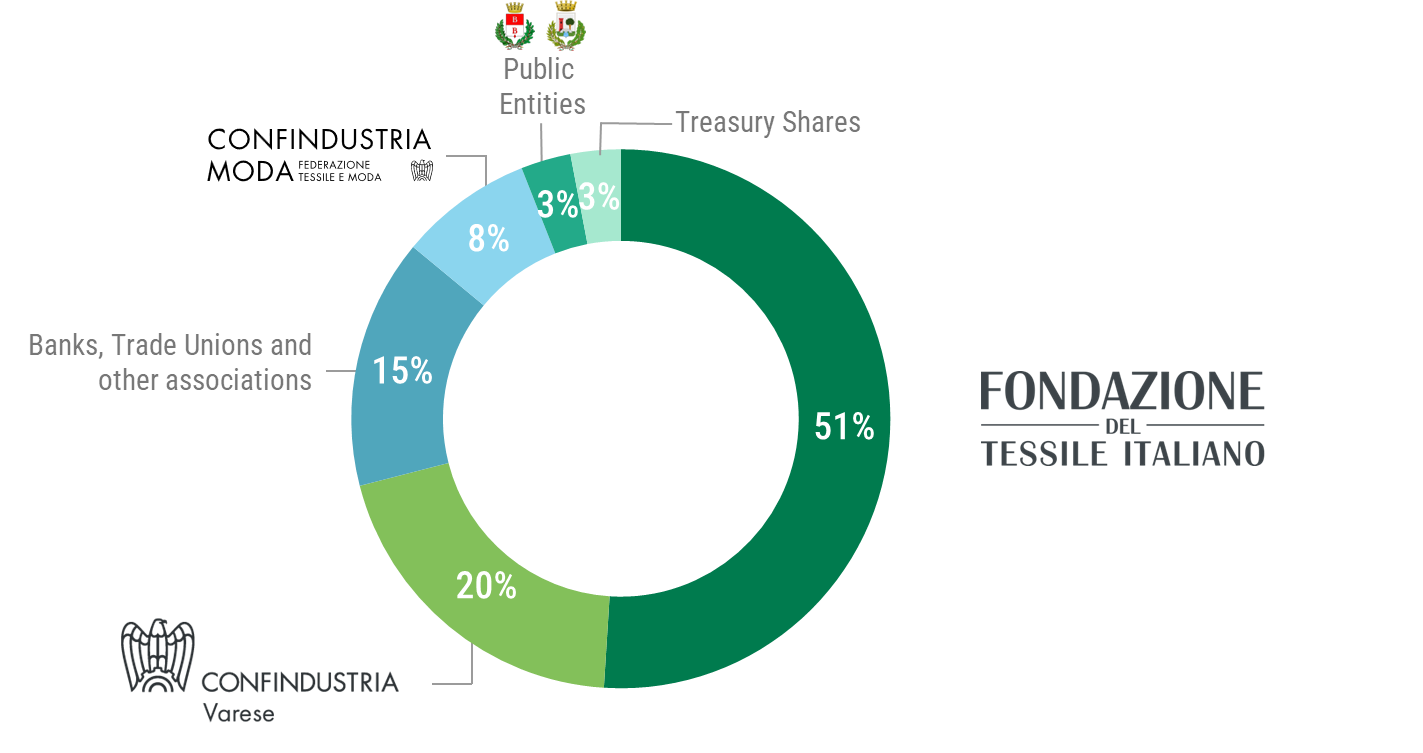 B
B
Public
Entities
Treasury Shares
CONFINDUSTRIA
MODA FEDERAZIONE
TESSILE E MODA
3%
3%
8%
Banks, Trade Unions and
other associations
15%
51%
FONDAZIONE
DEL
TESSILE ITALIANO
20%
CONFINDUSTRIA
Varese